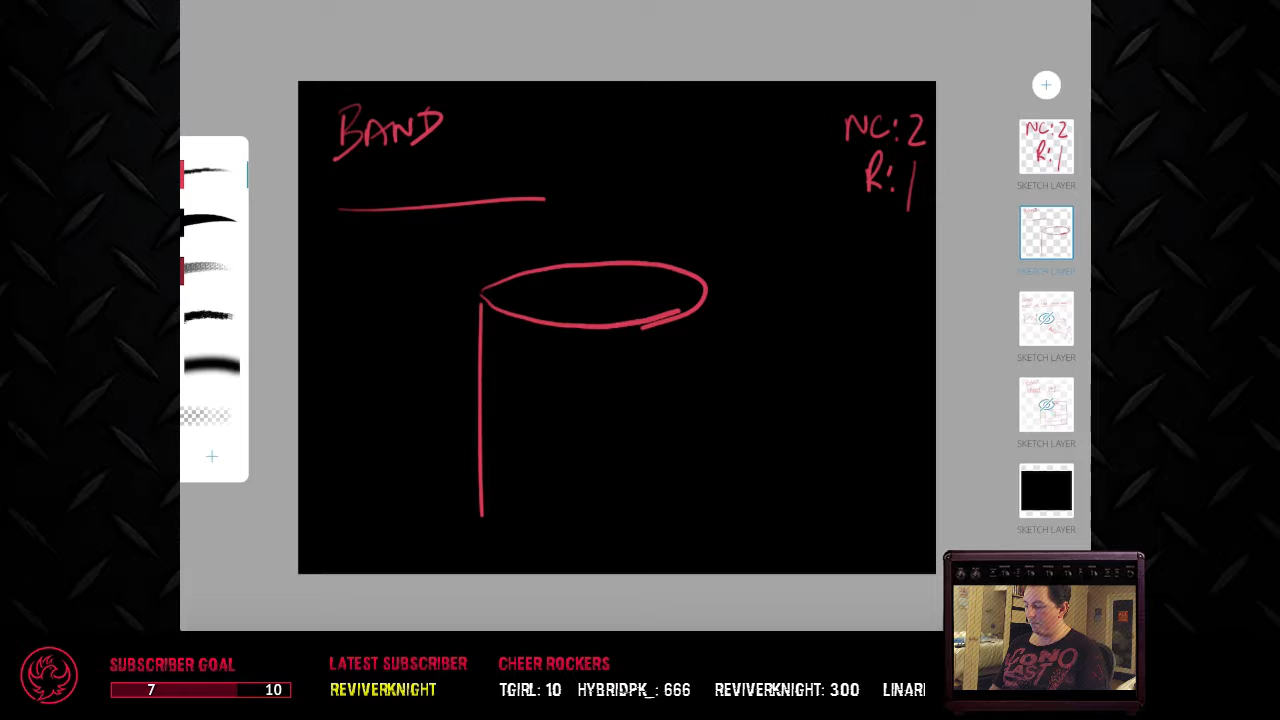 BAND
NC: 2
R: 1
NC: 2
R: 1
SKETCH LAYER
SKETCH LAYER
SKETCH LAYER
SKETCH LAYER
SKETCH LAYER
SUBSCRIBER GOAL
7 10
LATEST SUBSCRIBER
REVIVERKNIGHT
CHEER ROCKERS
TGIRL: 10 HYBRIDPK_: 666 REVIVERKNIGHT: 300 LINARI